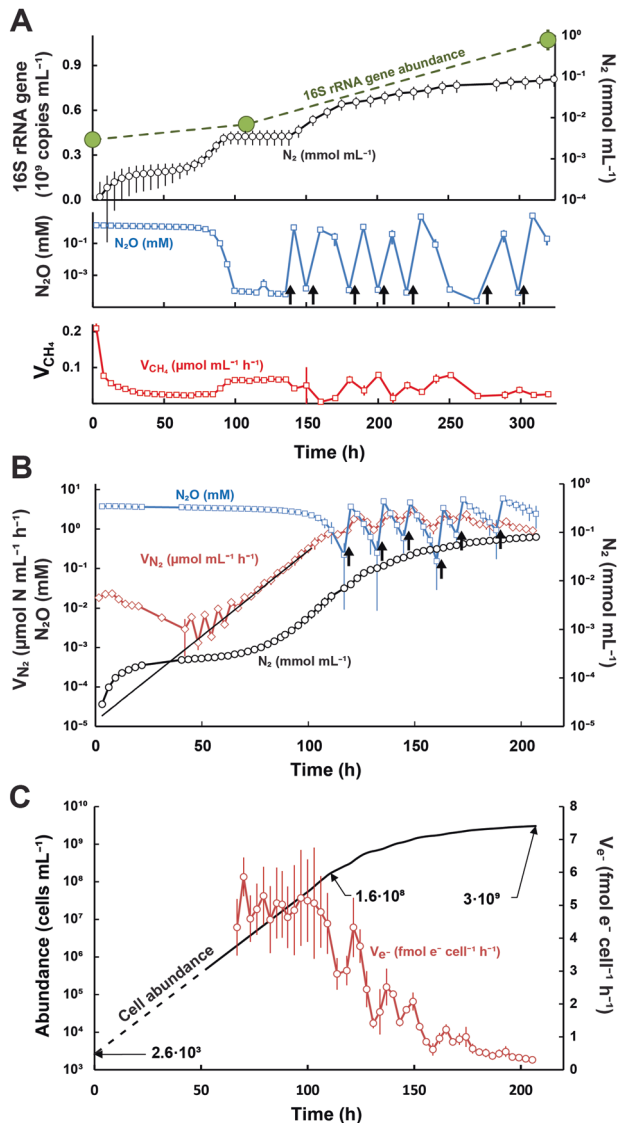 A
16S rRNA gene
(10⁹ copies mL⁻¹)
0.9
0.6
0.3
0.0
16S rRNA gene abundance
N₂ (mmol mL⁻¹)
10⁰
10⁻¹
10⁻²
10⁻³
10⁻⁴
N₂
(mmol mL⁻¹)
N₂O (mM)
10⁻¹
10⁻³
N₂O (mM)
V_CH₄
0.2
0.1
V_CH₄ (μmol mL⁻¹ h⁻¹)
0 50 100 150 200 250 300
Time (h)
B
V_N₂ (μmol N mL⁻¹ h⁻¹)
N₂O (mM)
10¹
10⁰
10⁻¹
10⁻²
10⁻³
10⁻⁴
10⁻⁵
N₂O (mM)
V_N₂ (μmol mL⁻¹ h⁻¹)
N₂ (mmol mL⁻¹)
10⁰
10⁻¹
10⁻²
10⁻³
10⁻⁴
10⁻⁵
N₂
(mmol mL⁻¹)
0 50 100 150 200
Time (h)
C
Abundance (cells mL⁻¹)
10¹⁰
10⁹
10⁸
10⁷
10⁶
10⁵
10⁴
10³
Cell abundance
2.6·10³
1.6·10⁸
3·10⁹
V_e- (fmol e⁻ cell⁻¹ h⁻¹)
8
7
6
5
4
3
2
1
0
V_e-
(fmol e⁻ cell⁻¹ h⁻¹)
0 50 100 150 200
Time (h)